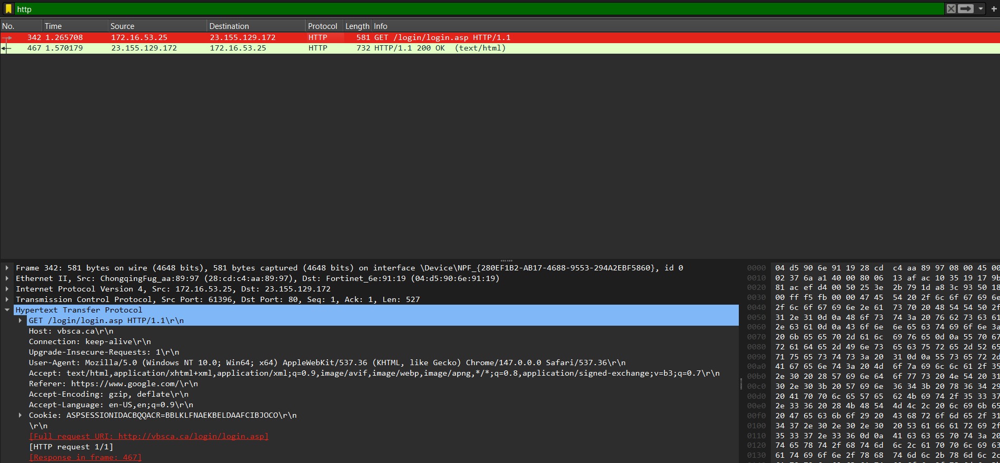 http
No. Time Source Destination Protocol Length Info
342 1.265708 172.16.53.25 23.155.129.172 HTTP 581 GET /login/login.asp HTTP/1.1
467 1.570179 23.155.129.172 172.16.53.25 HTTP 732 HTTP/1.1 200 OK (text/html)
Frame 342: 581 bytes on wire (4648 bits), 581 bytes captured (4648 bits) on interface \Device\NPF_{280EF1B2-AB17-4688-9553-294A2EBF5860}, id 0
Ethernet II, Src: ChongqingFug_aa:89:97 (28:cd:c4:aa:89:97), Dst: Fortinet_6e:91:19 (04:d5:90:6e:91:19)
Internet Protocol Version 4, Src: 172.16.53.25, Dst: 23.155.129.172
Transmission Control Protocol, Src Port: 61396, Dst Port: 80, Seq: 1, Ack: 1, Len: 527
Hypertext Transfer Protocol
GET /login/login.asp HTTP/1.1\r\n
Host: vbsca.ca\r\n
Connection: keep-alive\r\n
Upgrade-Insecure-Requests: 1\r\n
User-Agent: Mozilla/5.0 (Windows NT 10.0; Win64; x64) AppleWebKit/537.36 (KHTML, like Gecko) Chrome/147.0.0.0 Safari/537.36\r\n
Accept: text/html,application/xhtml+xml,application/xml;q=0.9,image/avif,image/webp,image/apng,*/*;q=0.8,application/signed-exchange;v=b3;q=0.7\r\n
Referer: https://www.google.com/\r\n
Accept-Encoding: gzip, deflate\r\n
Accept-Language: en-US,en;q=0.9\r\n
Cookie: ASPSESSIONIDACBQQACR=BBLKLFNAEKBELDAAFCIBJOCO\r\n
\r\n
[Full request URI: http://vbsca.ca/login/login.asp]
[HTTP request 1/1]
[Response in frame: 467]
0000 04 d5 90 6e 91 19 28 cd c4 aa 89 97 08 00 45 00
0010 02 37 6a a1 40 00 80 06 13 af ac 10 35 19 17 9b
0020 81 ac ef d4 00 50 25 3e 2b 79 1d a8 3c 93 50 18
0030 00 ff f5 fb 00 00 47 45 54 20 2f 6c 6f 67 69 6e
0040 2f 6c 6f 67 69 6e 2e 61 73 70 20 48 54 54 50 2f
0050 31 2e 31 0d 0a 48 6f 73 74 3a 20 76 62 73 63 61
0060 2e 63 61 0d 0a 43 6f 6e 6e 65 63 74 69 6f 6e 3a
0070 20 6b 65 65 70 2d 61 6c 69 76 65 0d 0a 55 70 67
0080 72 61 64 65 2d 49 6e 73 65 63 75 72 65 2d 52 65
0090 71 75 65 73 74 73 3a 20 31 0d 0a 55 73 65 72 2d
00a0 41 67 65 6e 74 3a 20 4d 6f 7a 69 6c 6c 61 2f 35
00b0 2e 30 20 28 57 69 6e 64 6f 77 73 20 4e 54 20 31
00c0 30 2e 30 3b 20 57 69 6e 36 34 3b 20 78 36 34 29
00d0 20 41 70 70 6c 65 57 65 62 4b 69 74 2f 35 33 37
00e0 2e 33 36 20 28 4b 48 54 4d 4c 2c 20 6c 69 6b 65
00f0 20 47 65 63 6b 6f 29 20 43 68 72 6f 6d 65 2f 31
0100 34 37 2e 30 2e 30 2e 30 20 53 61 66 61 72 69 2f
0110 35 33 37 2e 33 36 0d 0a 41 63 63 65 70 74 3a 20
0120 74 65 78 74 2f 68 74 6d 6c 2c 61 70 70 6c 69 63
0130 61 74 69 6f 6e 2f 78 68 74 6d 6c 2b 78 6d 6c 2c